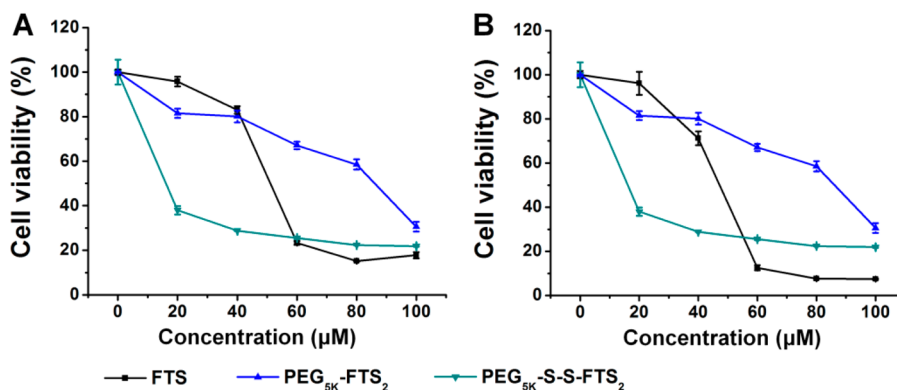 A
B
120
100
80
60
40
20
0
Cell viability (%)
0 20 40 60 80 100
Concentration (µM)
120
100
80
60
40
20
0
Cell viability (%)
0 20 40 60 80 100
Concentration (µM)
FTS PEG5K-FTS2 PEG5K-S-S-FTS2